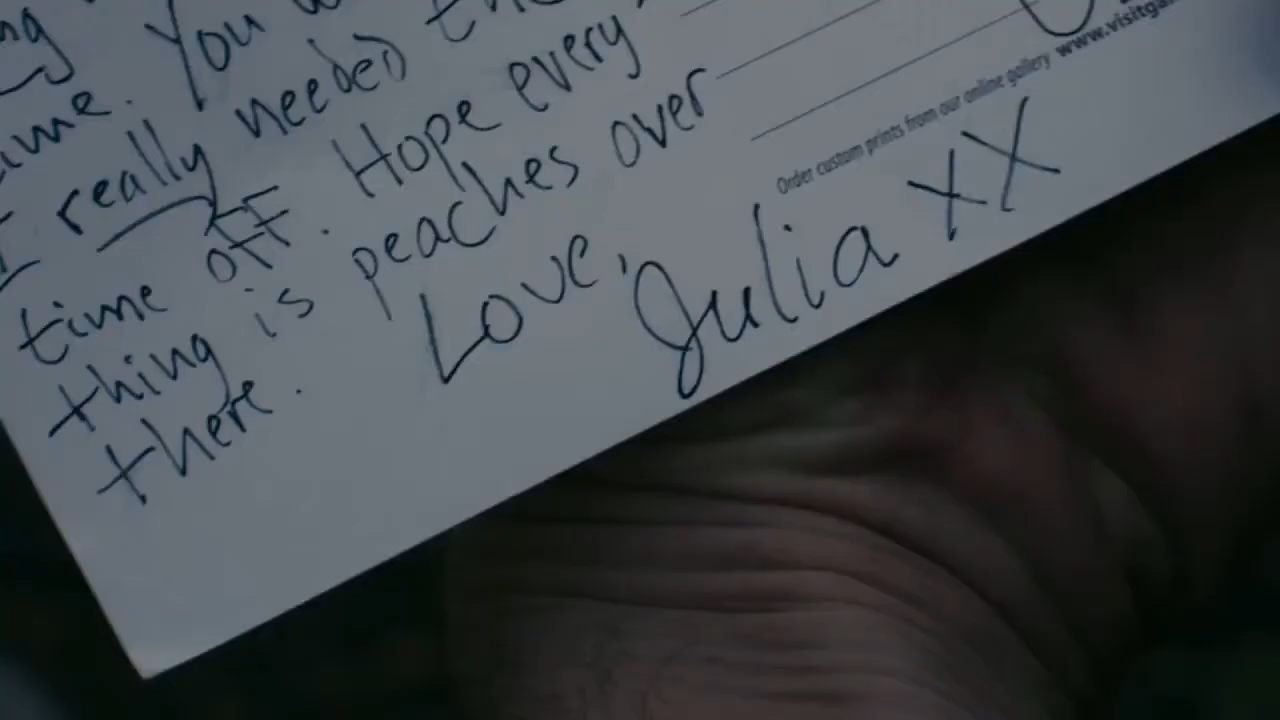 ng
time. You
I really needed the
time off. Hope every
thing is peaches over
there.
Love,
Julia xX
Order custom prints from our online gallery www.visitga